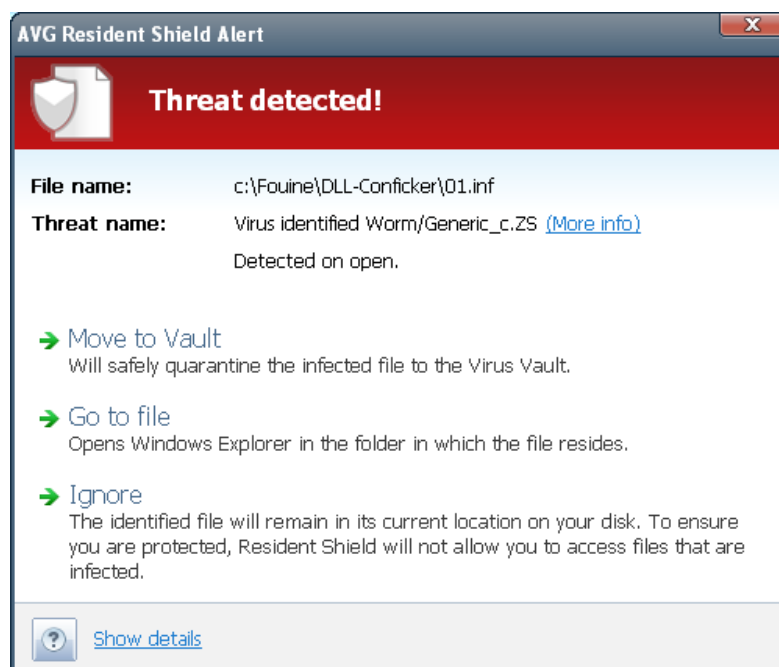 AVG Resident Shield Alert
Threat detected!
File name: c:\Fouine\DLL-Conficker\01.inf
Threat name: Virus identified Worm/Generic_c.ZS (More info)
Detected on open.
Move to Vault
Will safely quarantine the infected file to the Virus Vault.
Go to file
Opens Windows Explorer in the folder in which the file resides.
Ignore
The identified file will remain in its current location on your disk. To ensure
you are protected, Resident Shield will not allow you to access files that are
infected.
? Show details